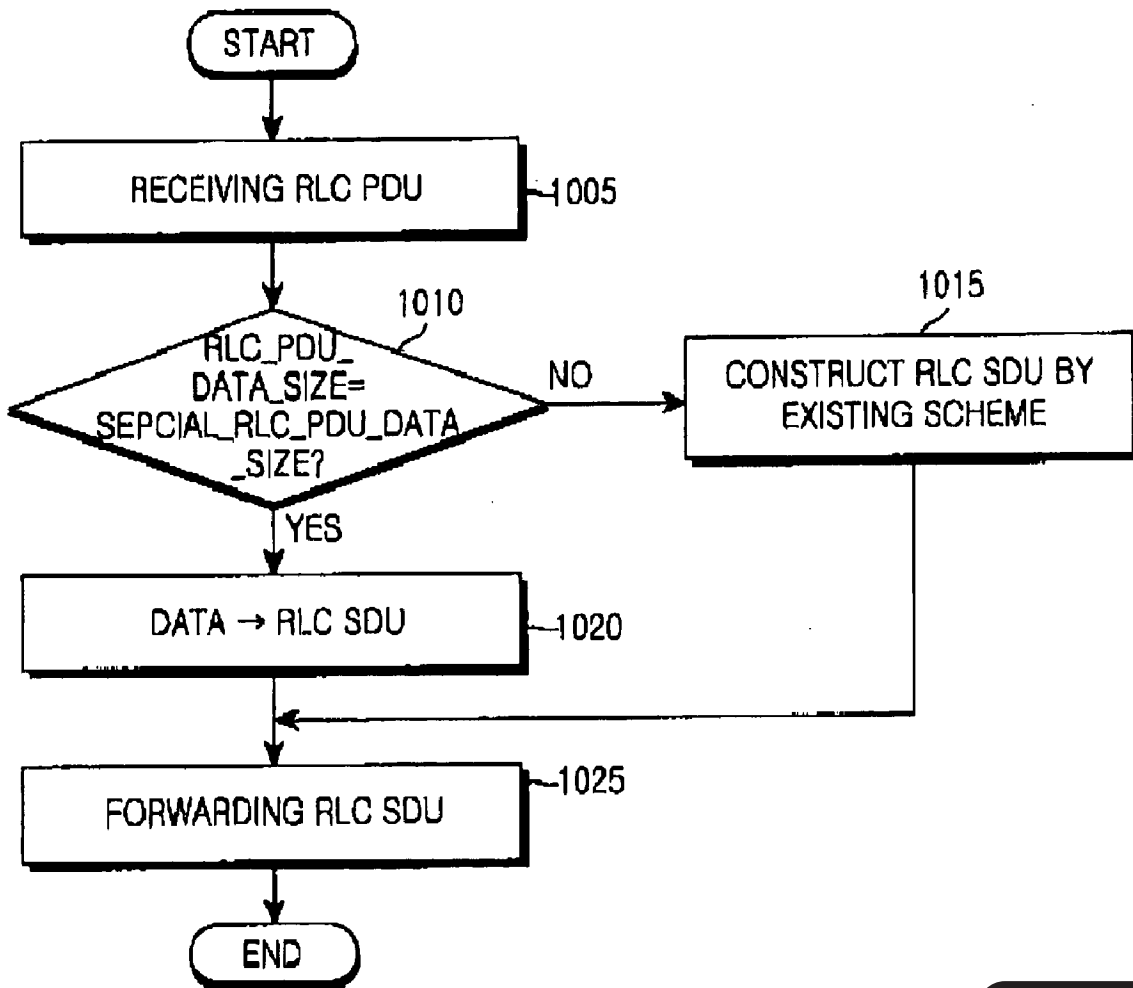 START
RECEIVING RLC PDU
1005
1010
RLC_PDU_
DATA_SIZE=
SEPCIAL_RLC_PDU_DATA
_SIZE?
NO
1015
CONSTRUCT RLC SDU BY
EXISTING SCHEME
YES
DATA → RLC SDU
1020
FORWARDING RLC SDU
1025
END